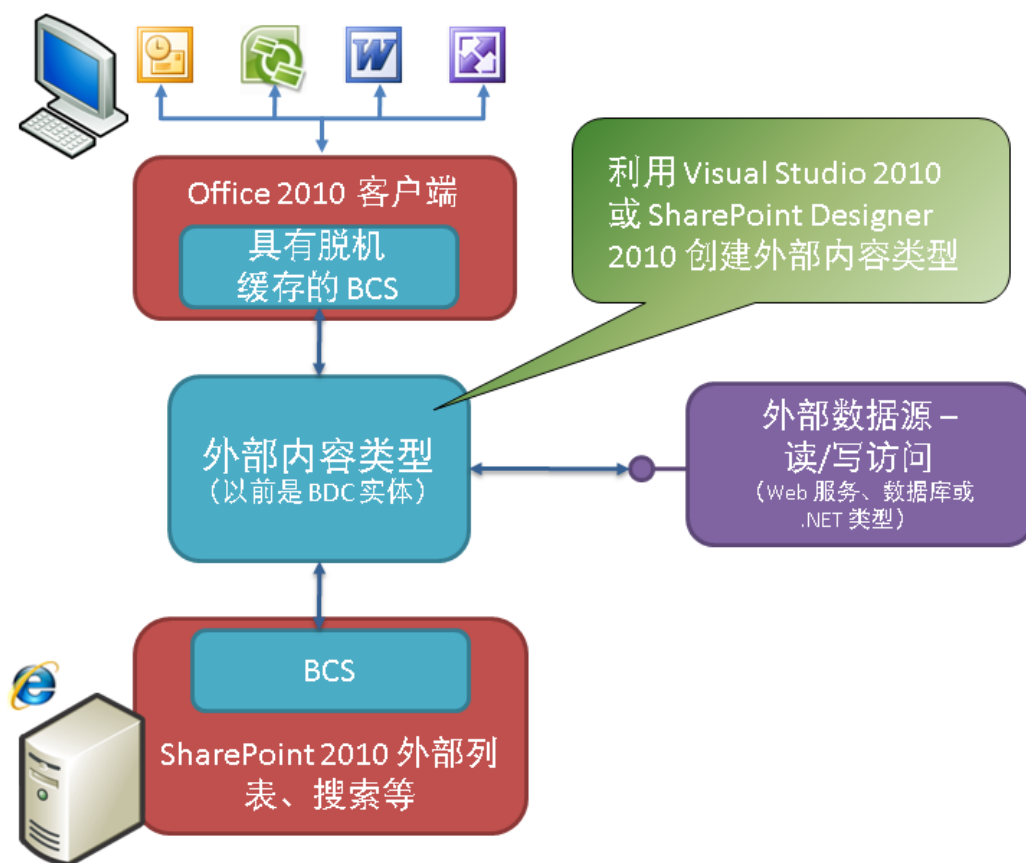 Office 2010 客户端
具有脱机
缓存的 BCS
利用 Visual Studio 2010
或 SharePoint Designer
2010 创建外部内容类型
外部内容类型
（以前是 BDC 实体）
外部数据源 –
读/写访问
（Web 服务、数据库或
.NET 类型）
BCS
SharePoint 2010 外部列
表、搜索等